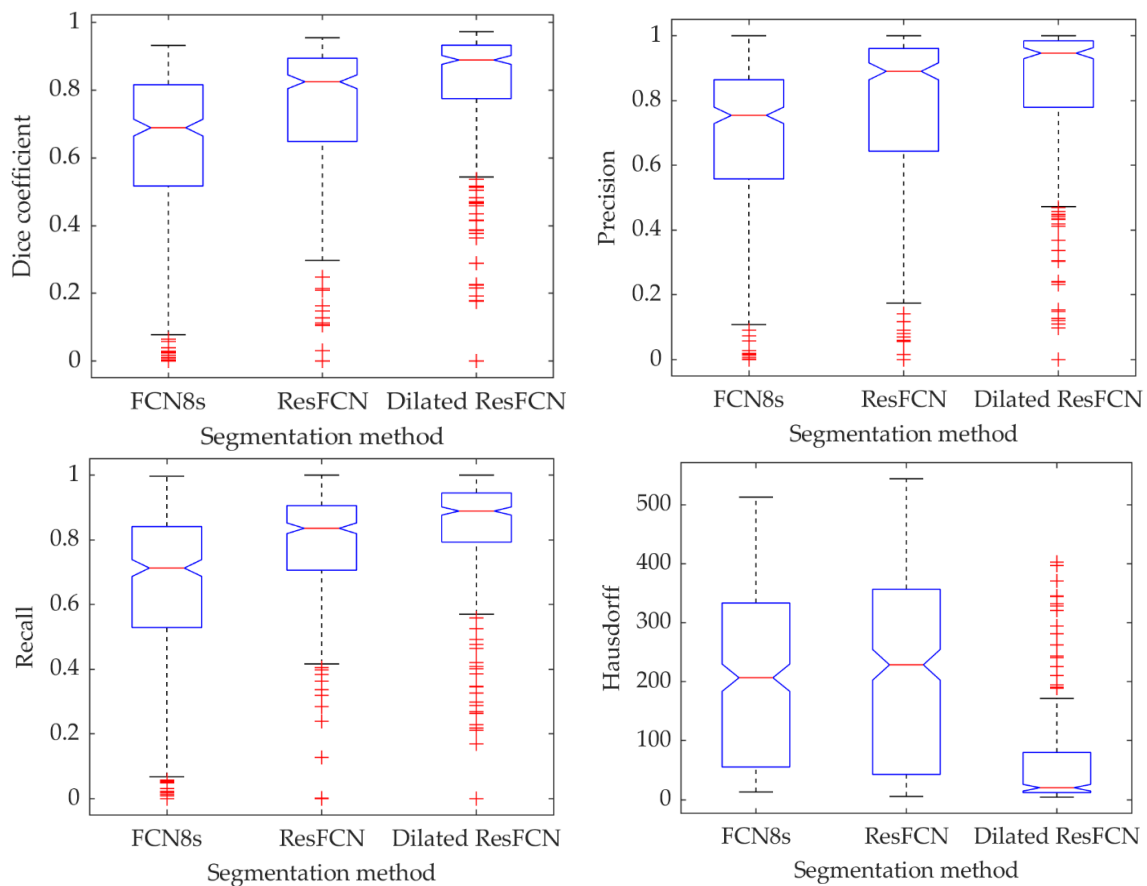 Dice coefficient
1
0.8
0.6
0.4
0.2
0
FCN8s ResFCN Dilated ResFCN
Segmentation method
Precision
1
0.8
0.6
0.4
0.2
0
FCN8s ResFCN Dilated ResFCN
Segmentation method
Recall
1
0.8
0.6
0.4
0.2
0
FCN8s ResFCN Dilated ResFCN
Segmentation method
Hausdorff
500
400
300
200
100
0
FCN8s ResFCN Dilated ResFCN
Segmentation method